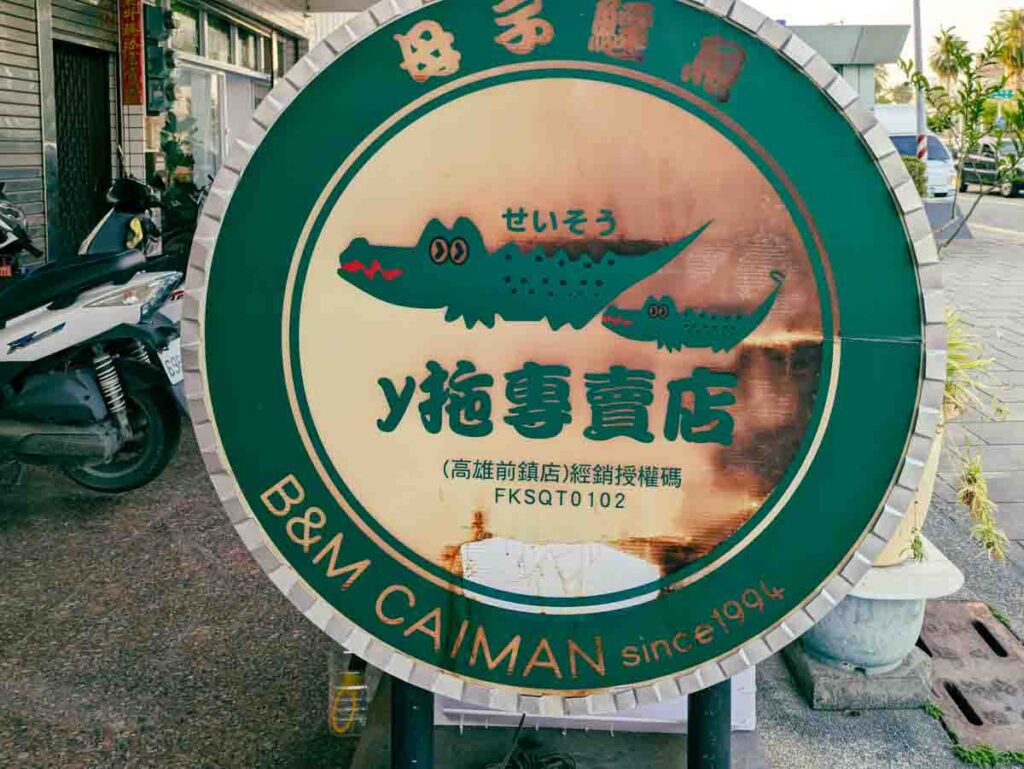 母子鱷魚
せいそう
y拖專賣店
(高雄前鎮店)經銷授權碼
FKSQT0102
B&M CAIMAN since1994